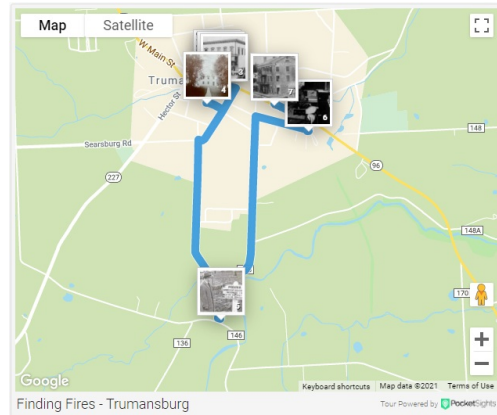 Map Satellite
W Main St
Truma
Hector St
4
7
6
Searsburg Rd
148
227
96
148A
170
136
146
Google
Keyboard shortcuts Map data ©2021 Terms of Use
Finding Fires - Trumansburg
Tour Powered by PocketSights